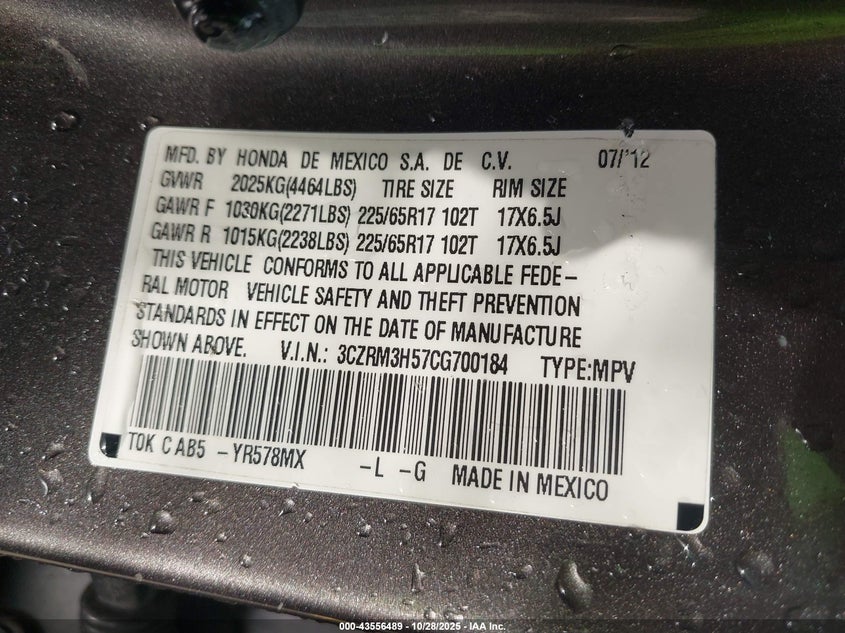 MFD. BY HONDA DE MEXICO S.A. DE C.V. 07/'12
GVWR 2025KG(4464LBS) TIRE SIZE RIM SIZE
GAWR F 1030KG(2271LBS) 225/65R17 102T 17X6.5J
GAWR R 1015KG(2238LBS) 225/65R17 102T 17X6.5J
THIS VEHICLE CONFORMS TO ALL APPLICABLE FEDE-
RAL MOTOR VEHICLE SAFETY AND THEFT PREVENTION
STANDARDS IN EFFECT ON THE DATE OF MANUFACTURE
SHOWN ABOVE. V.I.N.: 3CZRM3H57CG700184 TYPE:MPV
T0K C AB5 -YR578MX -L -G MADE IN MEXICO
000-43556489 - 10/28/2025 - IAA Inc.